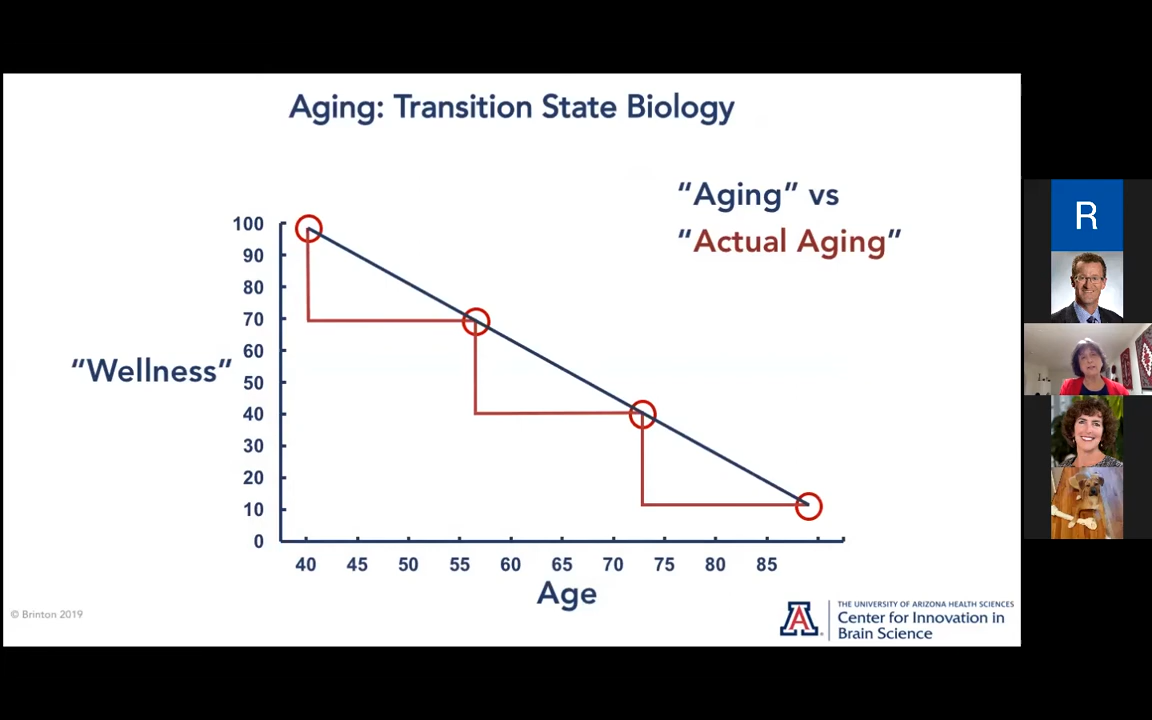 Aging: Transition State Biology
“Aging” vs
“Actual Aging”
100
90
80
70
60
50
40
30
20
10
0
“Wellness”
40 45 50 55 60 65 70 75 80 85
Age
© Brinton 2019
A
THE UNIVERSITY OF ARIZONA HEALTH SCIENCES
Center for Innovation in
Brain Science
R